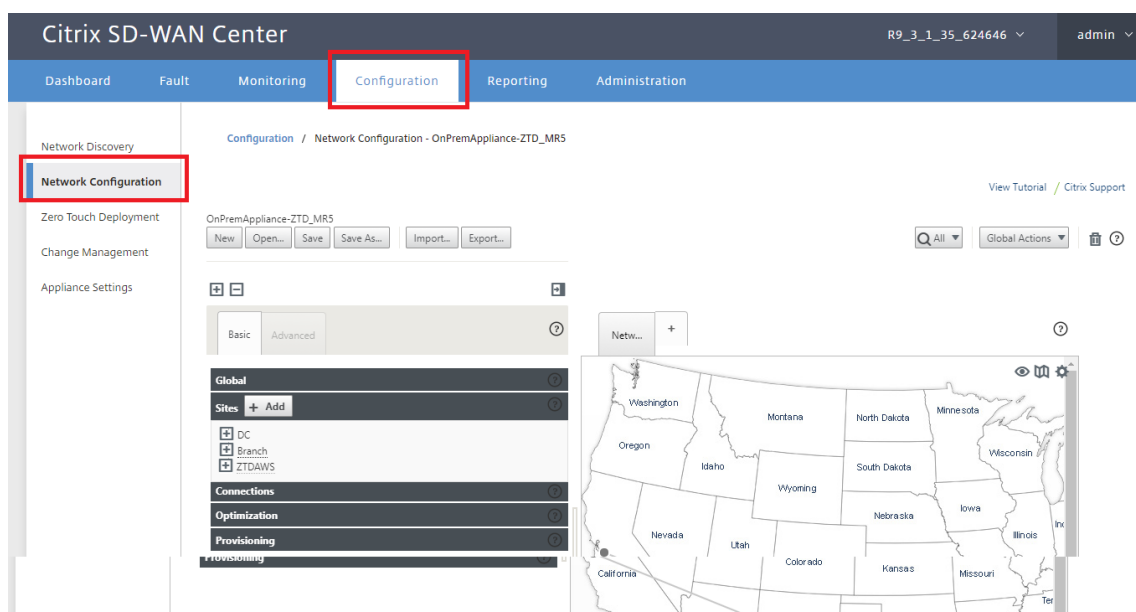 Citrix SD-WAN Center
R9_3_1_35_624646
admin
Dashboard Fault Monitoring Configuration Reporting Administration
Network Discovery
Network Configuration
Zero Touch Deployment
Change Management
Appliance Settings
Configuration / Network Configuration - OnPremAppliance-ZTD_MR5
View Tutorial / Citrix Support
OnPremAppliance-ZTD_MR5
New Open... Save Save As... Import... Export...
All Global Actions
Basic Advanced
Netw... +
Global
Sites + Add
DC
Branch
ZTDAWS
Connections
Optimization
Provisioning
Provisioning
Washington
Montana
North Dakota
Minnesota
Oregon
Idaho
South Dakota
Wisconsin
Wyoming
Nebraska
Iowa
Nevada
Utah
Illinois
Inc
Colorado
California
Kansas
Missouri
Ter